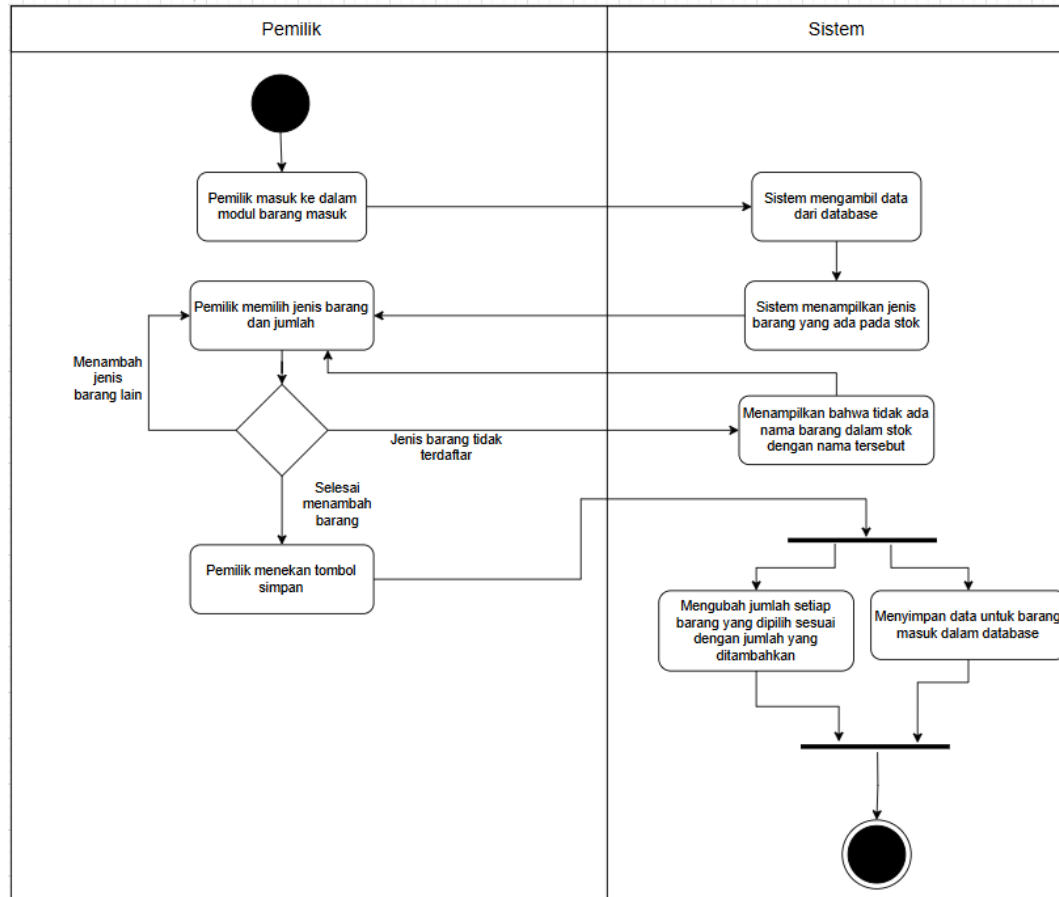 Pemilik
Sistem
Pemilik masuk ke dalam
modul barang masuk
Sistem mengambil data
dari database
Pemilik memilih jenis barang
dan jumlah
Sistem menampilkan jenis
barang yang ada pada stok
Menambah
jenis
barang lain
Jenis barang tidak
terdaftar
Menampilkan bahwa tidak ada
nama barang dalam stok
dengan nama tersebut
Selesai
menambah
barang
Pemilik menekan tombol
simpan
Mengubah jumlah setiap
barang yang dipilih sesuai
dengan jumlah yang
ditambahkan
Menyimpan data untuk barang
masuk dalam database